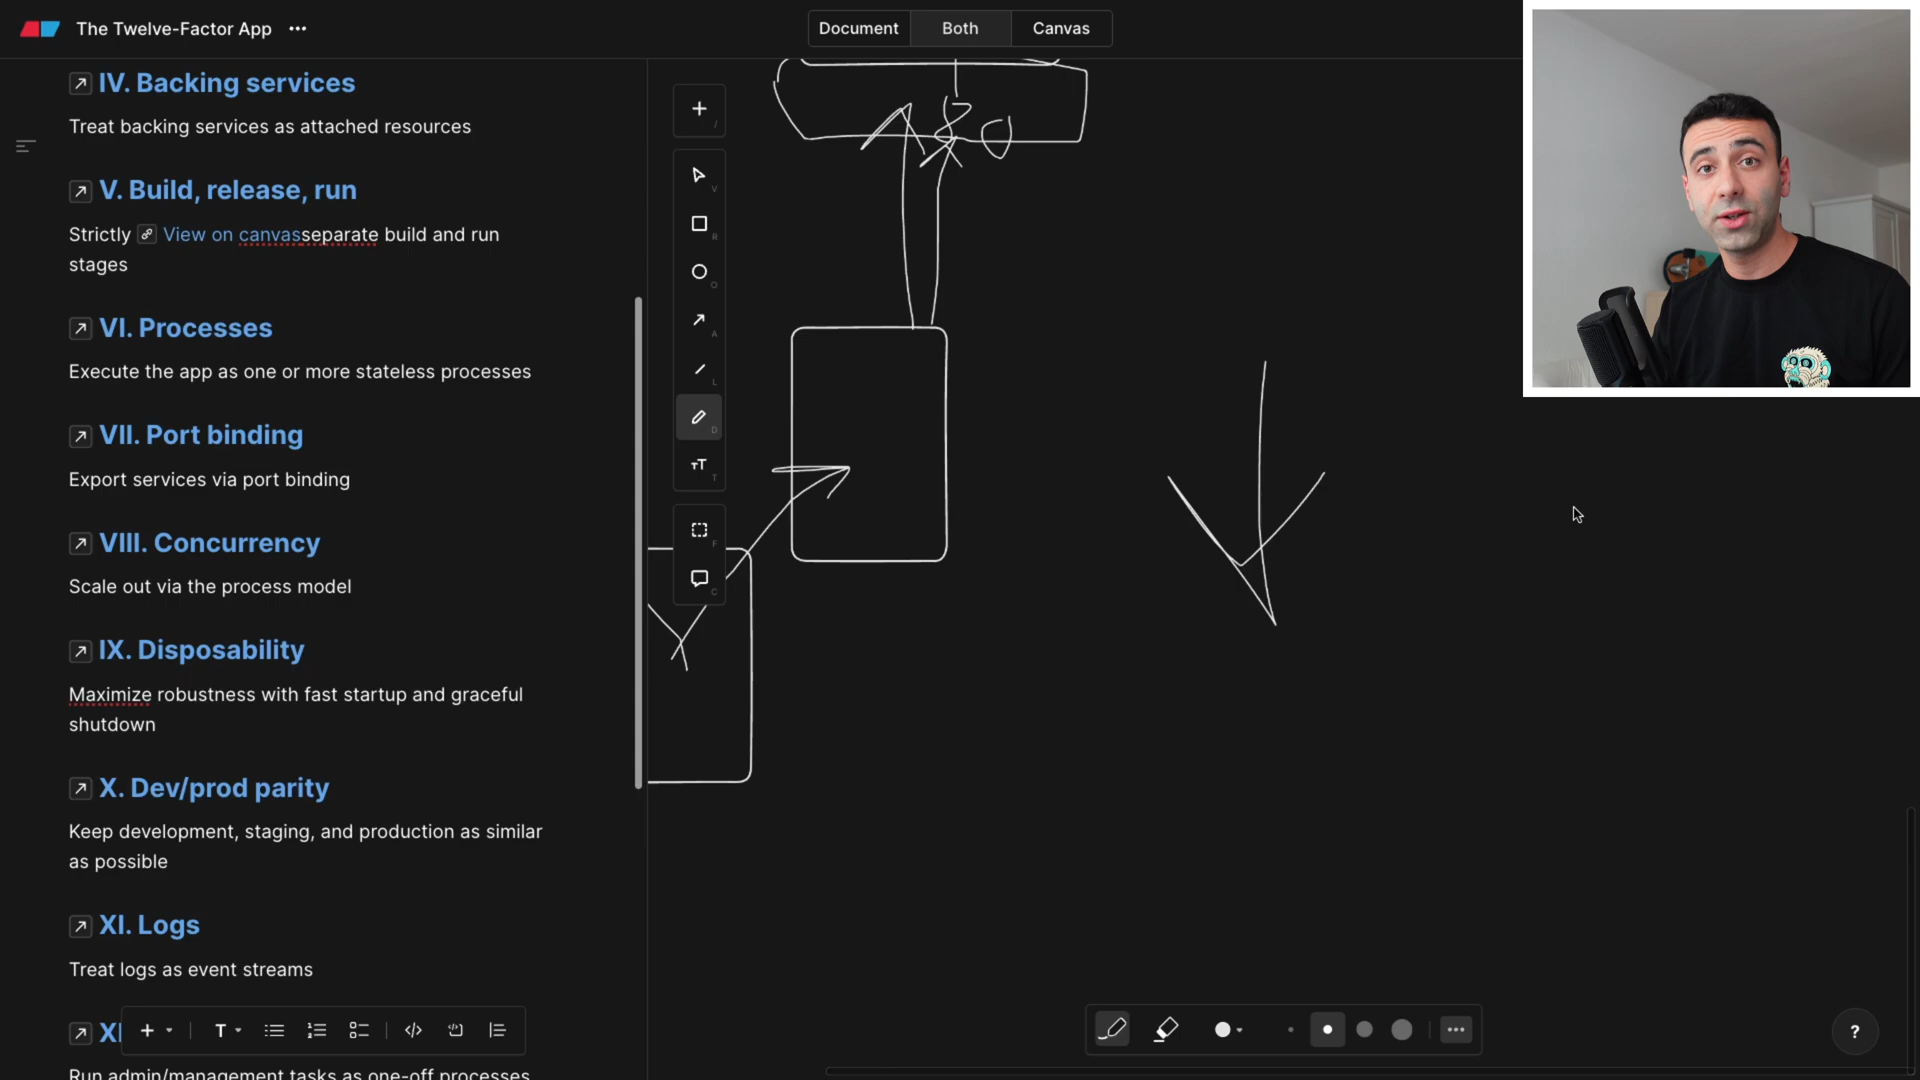 The Twelve-Factor App
Document
Both
Canvas
IV. Backing services
Treat backing services as attached resources
V. Build, release, run
Strictly View on canvasseparate build and run
stages
VI. Processes
Execute the app as one or more stateless processes
VII. Port binding
Export services via port binding
VIII. Concurrency
Scale out via the process model
IX. Disposability
Maximize robustness with fast startup and graceful
shutdown
X. Dev/prod parity
Keep development, staging, and production as similar
as possible
XI. Logs
Treat logs as event streams
XI
Run admin/management tasks as one-off processes
/
V
R
O
A
L
D
TT
T
F
C
T
?